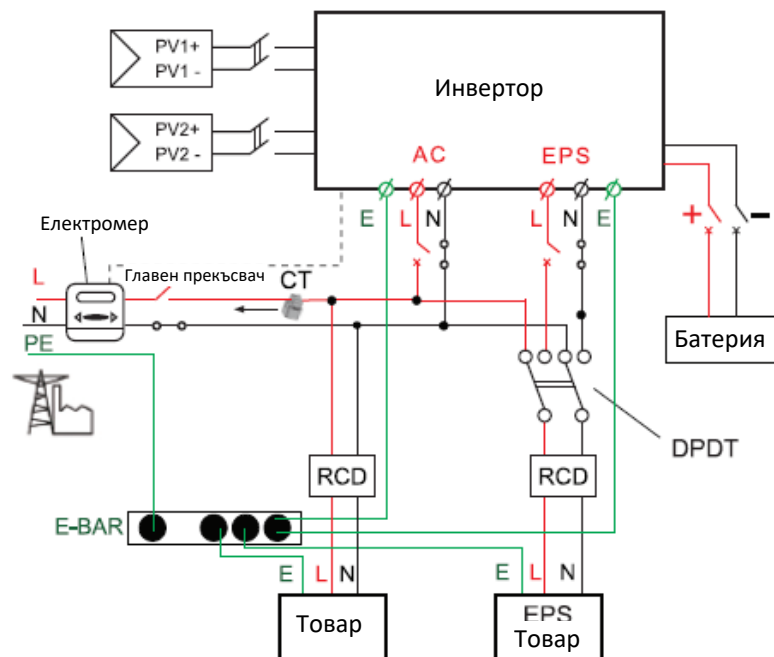 PV1+
PV1 -
PV2+
PV2 -
Инвертор
AC
EPS
E
L
N
L
N
E
+
−
Електромер
L
Главен прекъсвач
CT
N
PE
Батерия
DPDT
RCD
RCD
E-BAR
E
L
N
E
L
N
Товар
EPS
Товар